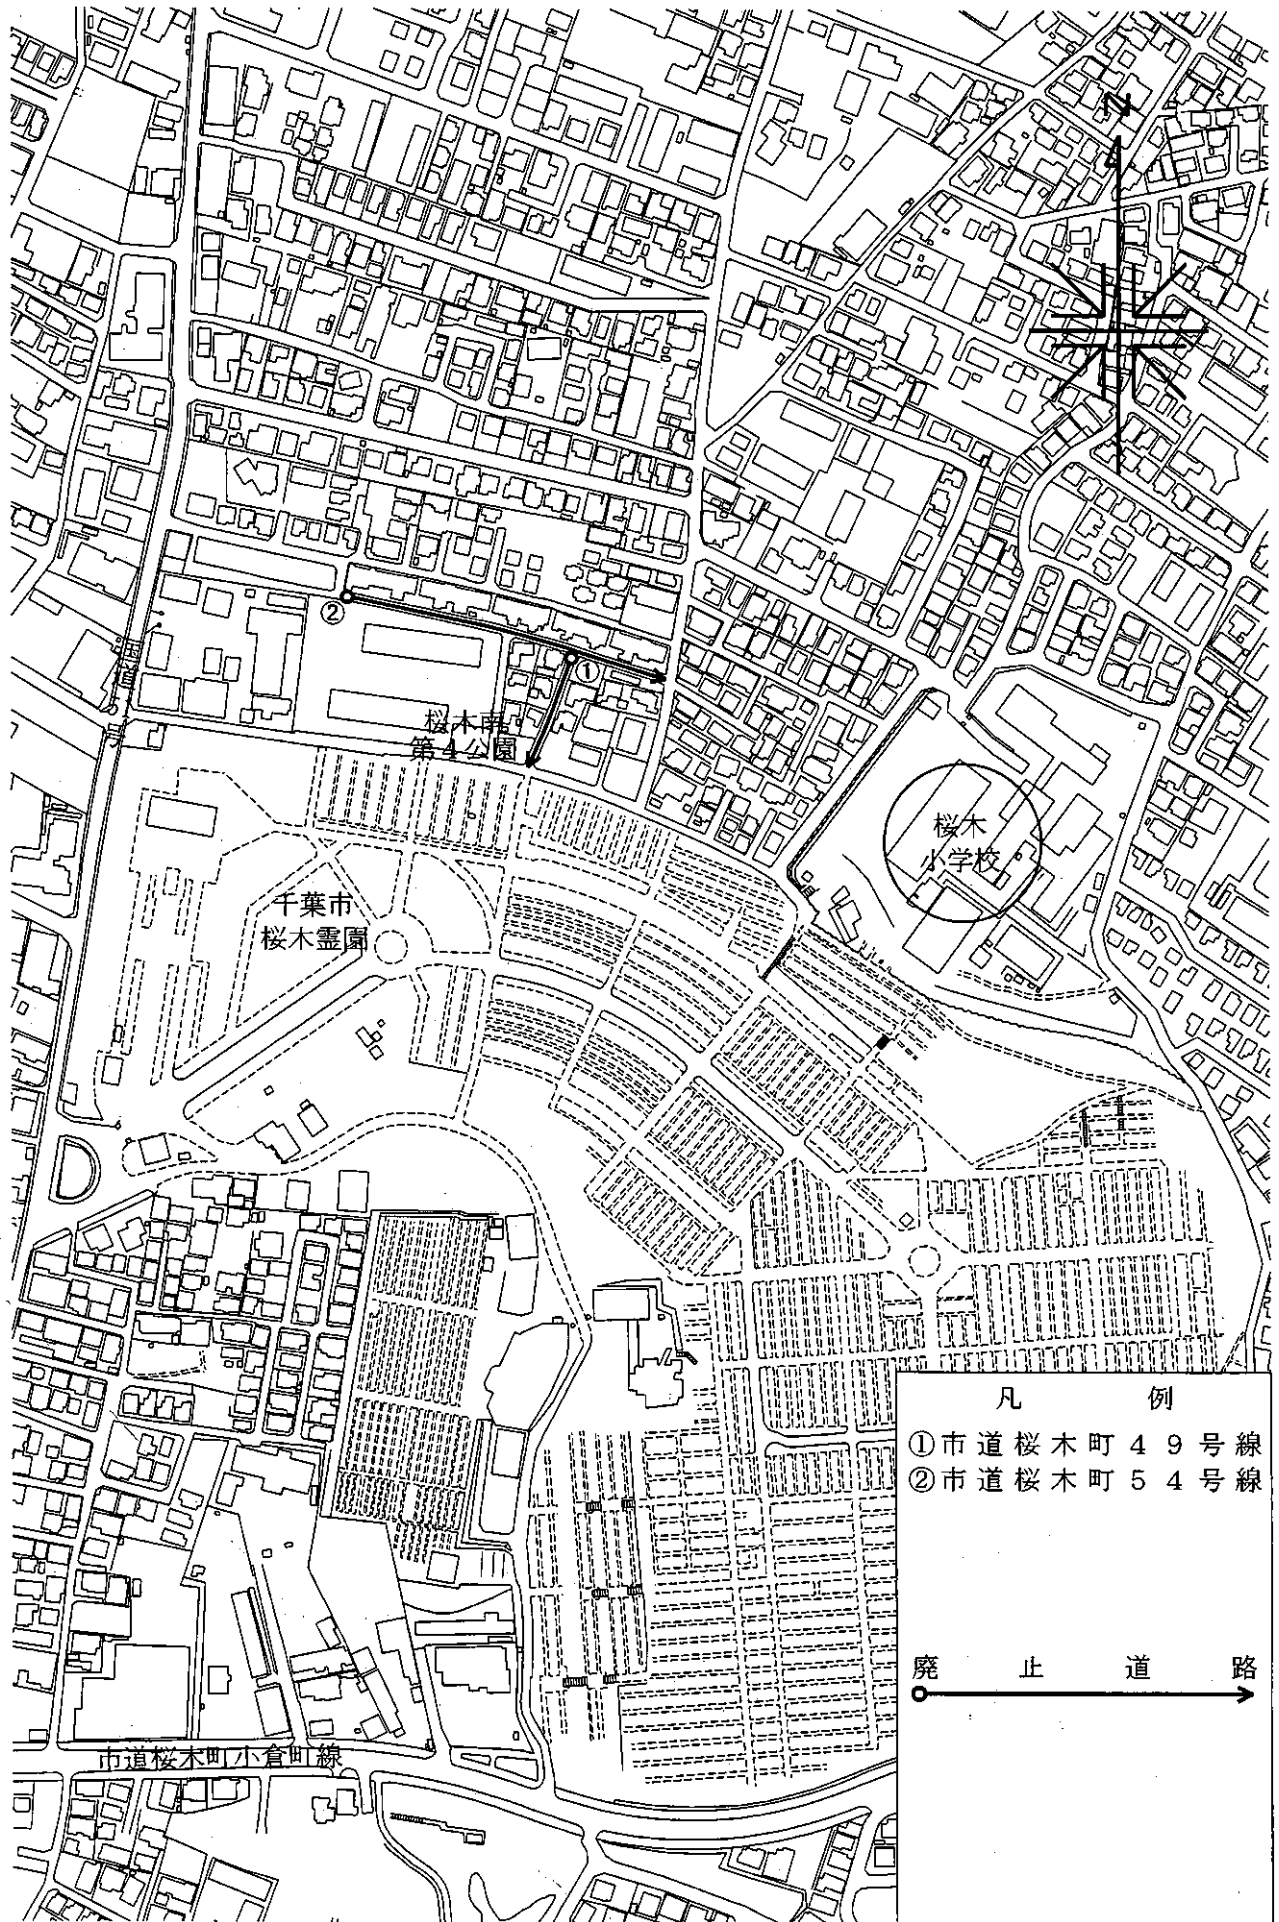 N
②
①
桜木南
第4公園
桜木
小学校
千葉市
桜木霊園
凡例
①市道桜木町49号線
②市道桜木町54号線
廃止道路
市道桜木町小倉町線